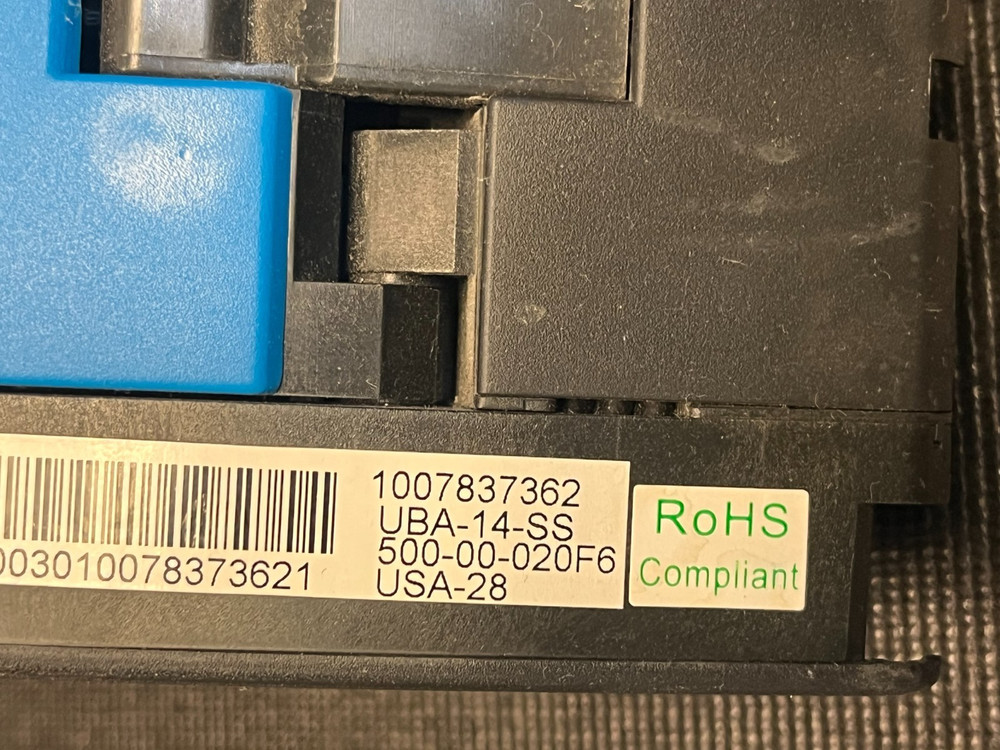 1007837362
UBA-14-SS
500-00-020F6
USA-28
003010078373621
RoHS
Compliant